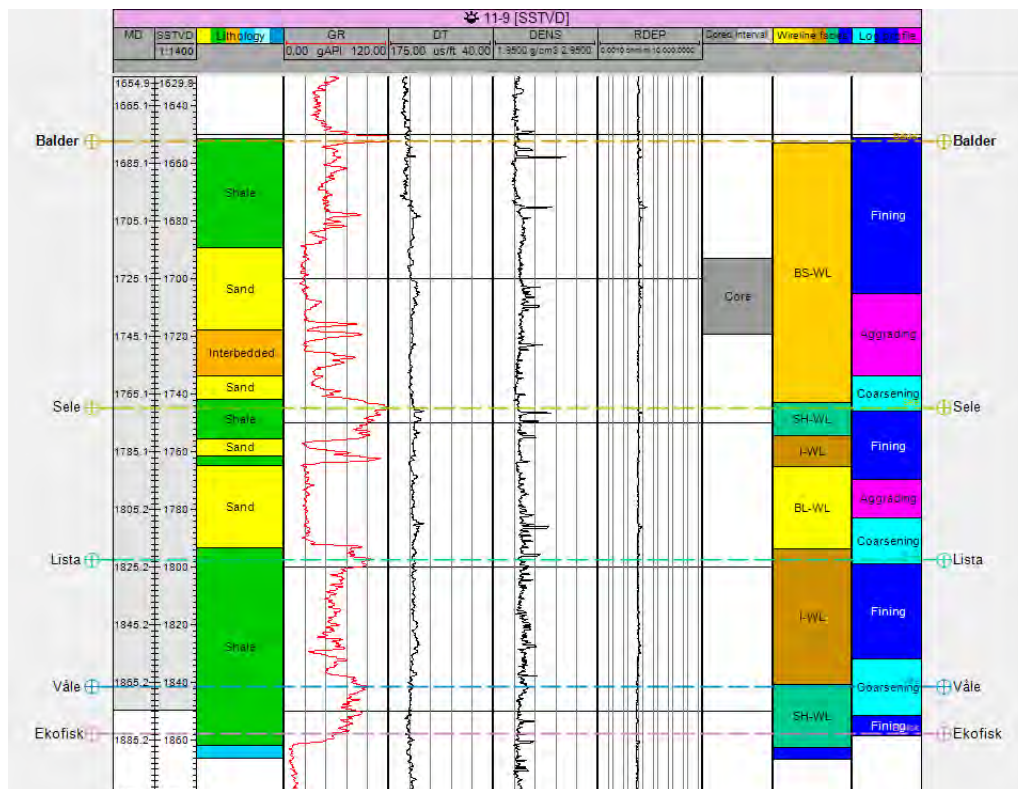 11-9 [SSTVD]
MD SSTVD Lithology GR DT DENS RDEP Cored Interval Wireline facies Log profile
1:1400 0.00 gAPI 120.00 175.00 us/ft 40.00 1.9500 g/cm3 2.9500
1654.9 1629.9
1665.1 1640
Balder Balder
1685.1 1660
Shale
Fining
1705.1 1680
BS-WL
1725.1 1700
Sand
Core
1745.1 1720
Aggrading
Interbedded
Sand
1765.1 1740
Coarsening
Sele Sele
Shale SH-WL
Fining
Sand I-WL
1785.1 1760
Aggrading
Sand BL-WL
1805.2 1780
Coarsening
Lista Lista
1825.2 1800
Fining
I-WL
1845.2 1820
Shale
1865.2 1840
Våle Coarsening Våle
SH-WL
Fining
Ekofisk Ekofisk
1885.2 1860